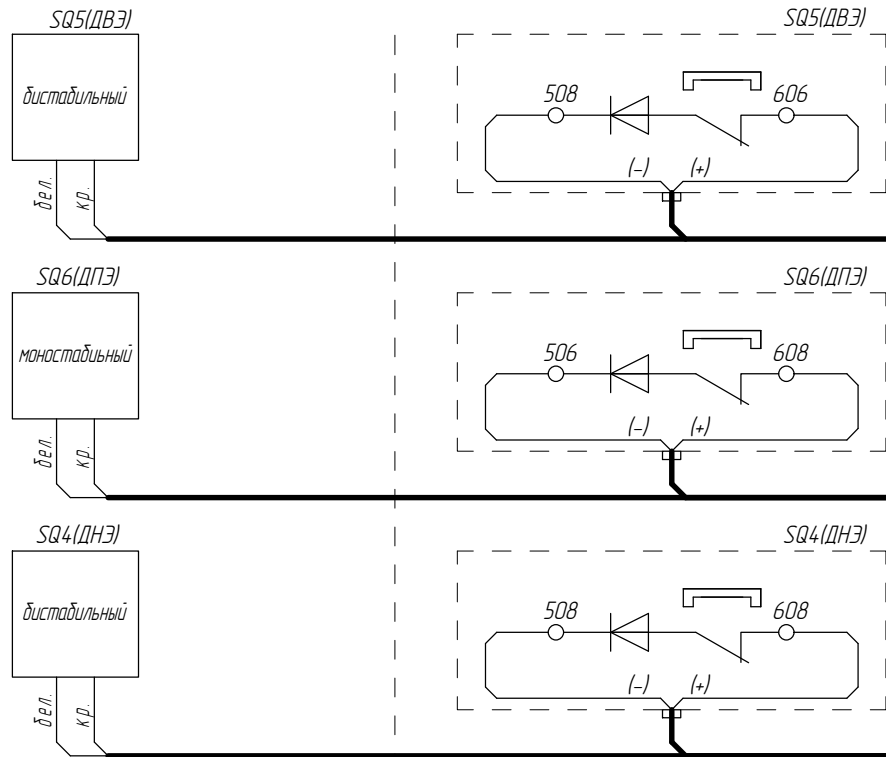 SQ5(ДВЭ)
SQ5(ДВЭ)
бистабильный
508
606
(-)
(+)
бел.
кр.
SQ6(ДПЭ)
SQ6(ДПЭ)
моностабиьный
506
608
(-)
(+)
бел.
кр.
SQ4(ДНЭ)
SQ4(ДНЭ)
бистабильный
508
608
(-)
(+)
бел.
кр.